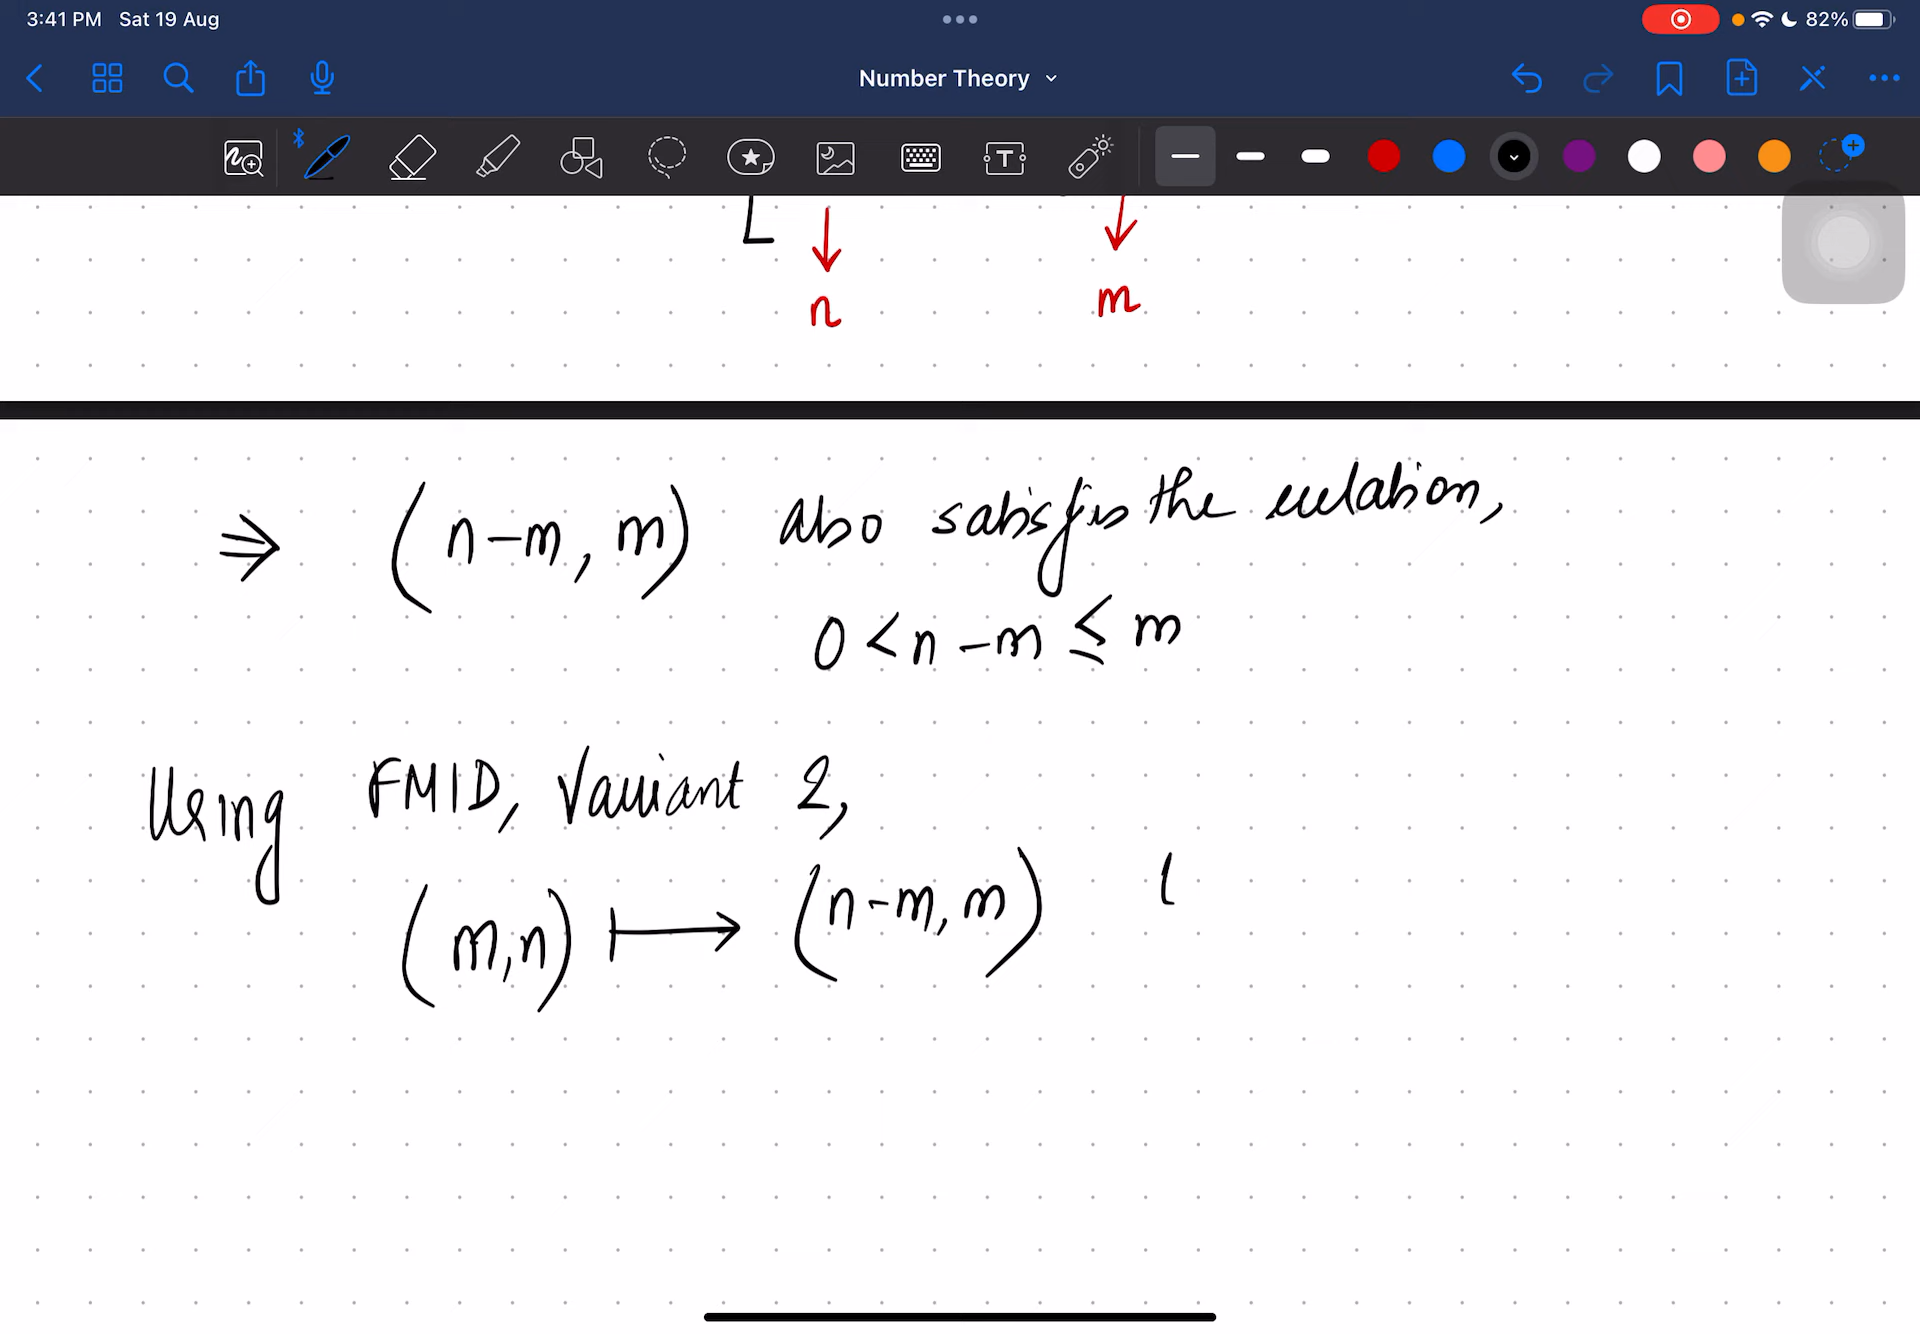 3:41 PM Sat 19 Aug
82%
Number Theory
T
n
m
⇒ (n-m, m) also satisfies the relation,
0 < n-m ≤ m
Using FMID, Variant 2,
(m,n) ⟼ (n-m, m) (